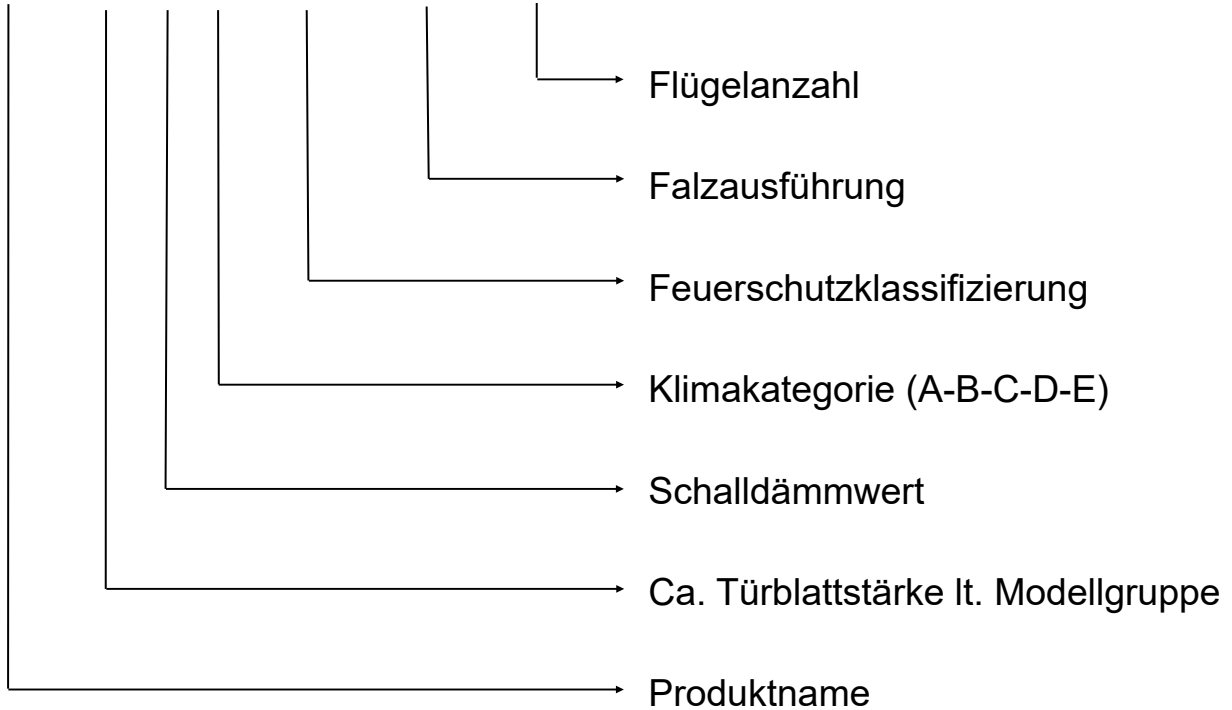 Flügelanzahl
Falzausführung
Feuerschutzklassifizierung
Klimakategorie (A-B-C-D-E)
Schalldämmwert
Ca. Türblattstärke lt. Modellgruppe
Produktname